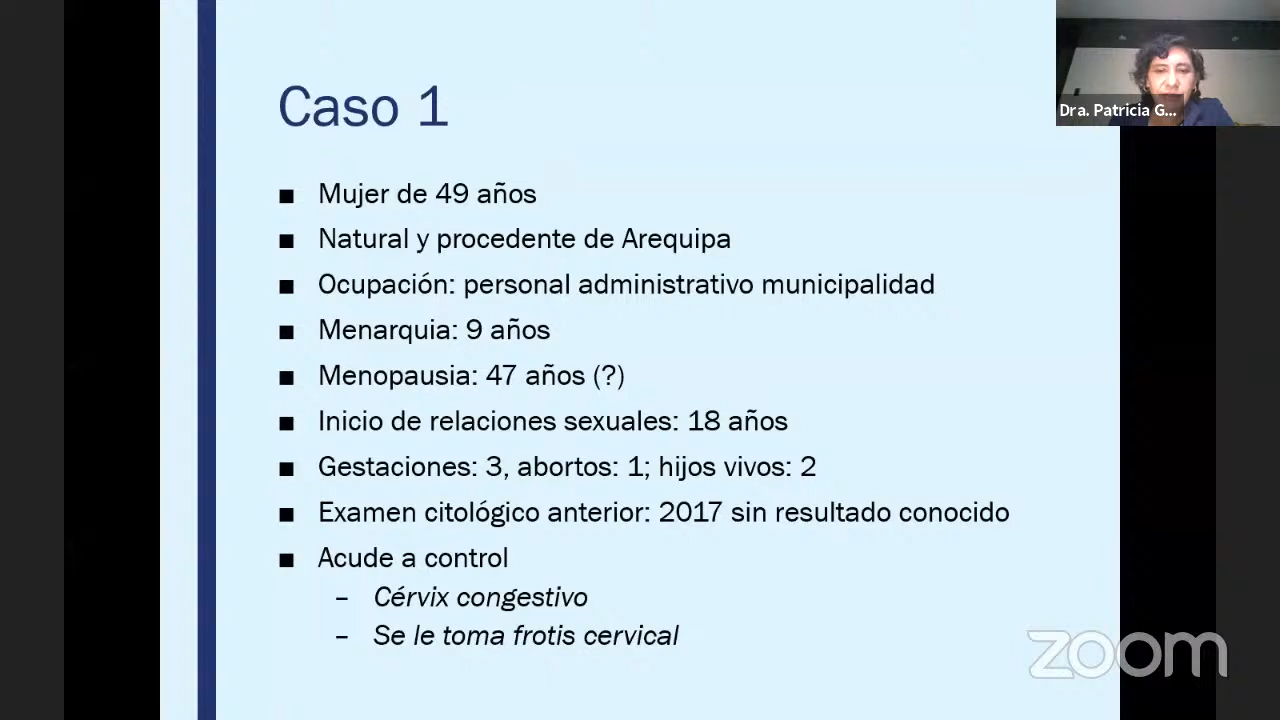 Caso 1
Dra. Patricia G...
■ Mujer de 49 años
■ Natural y procedente de Arequipa
■ Ocupación: personal administrativo municipalidad
■ Menarquia: 9 años
■ Menopausia: 47 años (?)
■ Inicio de relaciones sexuales: 18 años
■ Gestaciones: 3, abortos: 1; hijos vivos: 2
■ Examen citológico anterior: 2017 sin resultado conocido
■ Acude a control
– Cérvix congestivo
– Se le toma frotis cervical
zoom